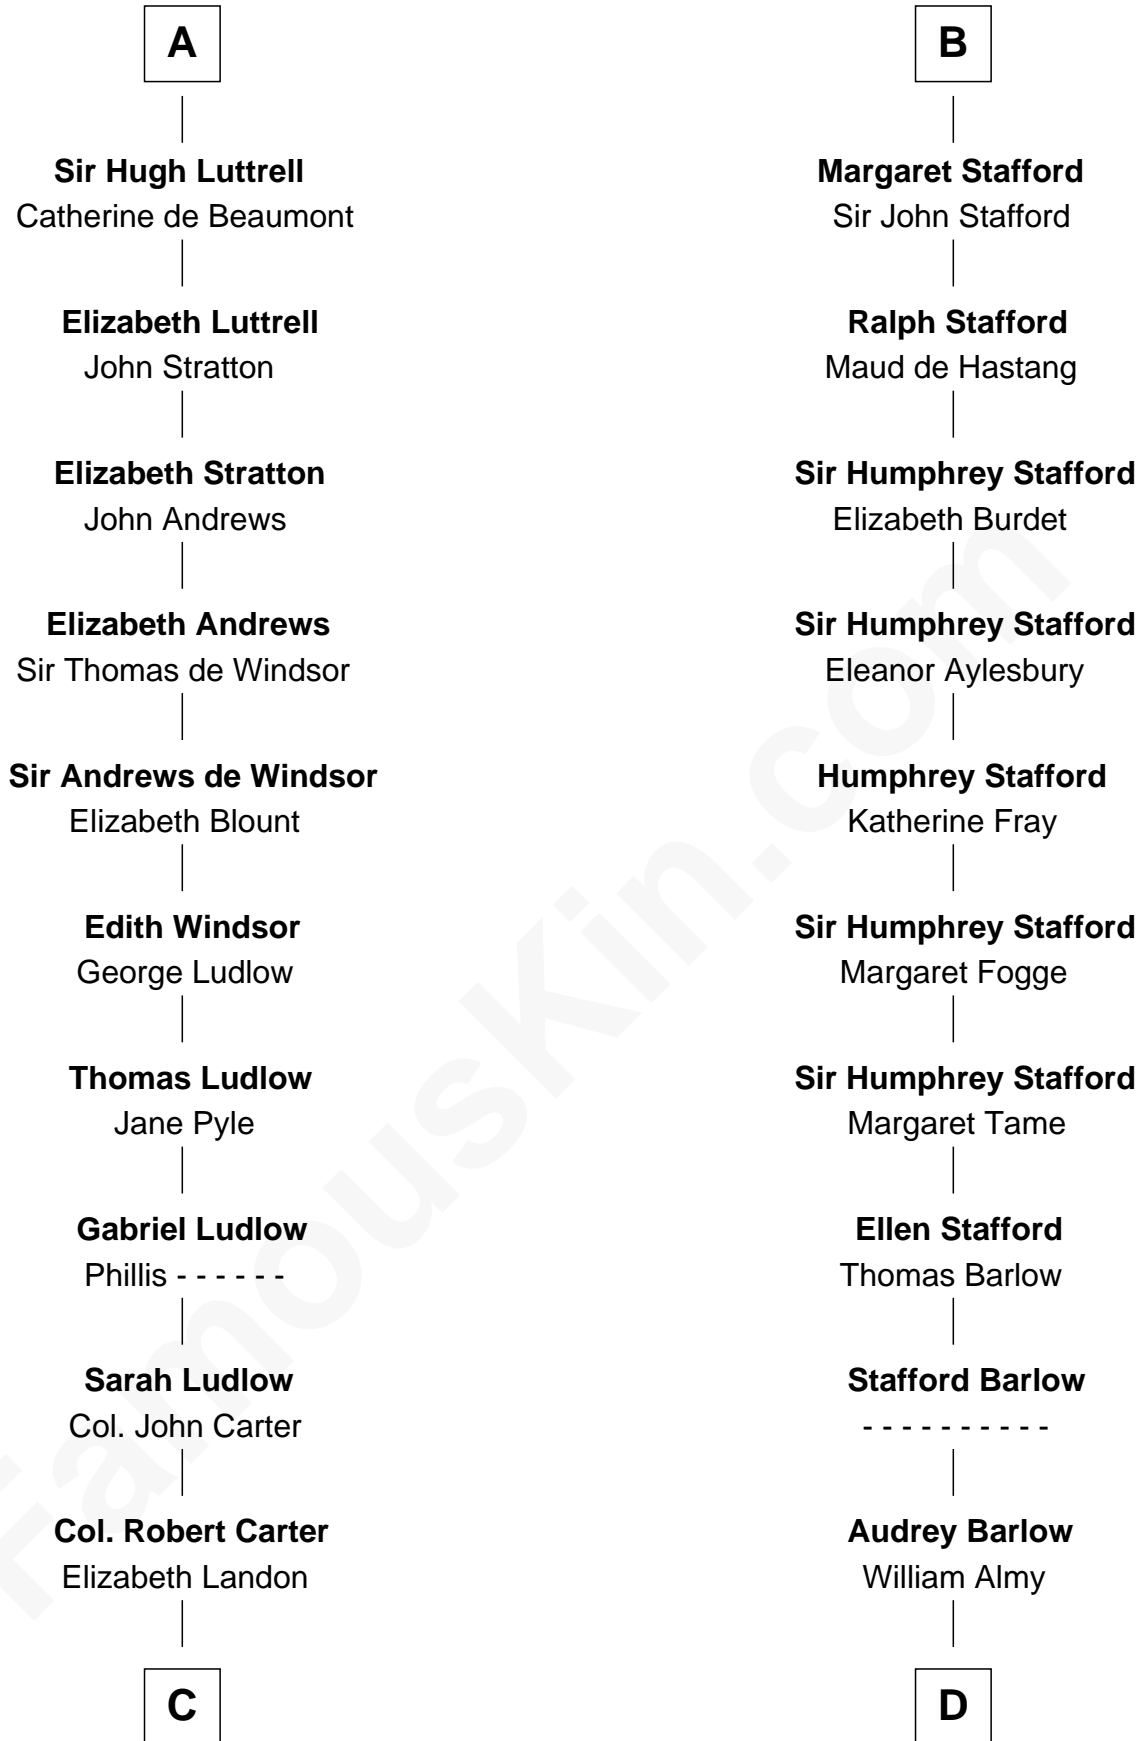 A
Sir Hugh Luttrell
Catherine de Beaumont
Elizabeth Luttrell
John Stratton
Elizabeth Stratton
John Andrews
Elizabeth Andrews
Sir Thomas de Windsor
Sir Andrews de Windsor
Elizabeth Blount
Edith Windsor
George Ludlow
Thomas Ludlow
Jane Pyle
Gabriel Ludlow
Phillis - - - - - -
Sarah Ludlow
Col. John Carter
Col. Robert Carter
Elizabeth Landon
C
B
Margaret Stafford
Sir John Stafford
Ralph Stafford
Maud de Hastang
Sir Humphrey Stafford
Elizabeth Burdet
Sir Humphrey Stafford
Eleanor Aylesbury
Humphrey Stafford
Katherine Fray
Sir Humphrey Stafford
Margaret Fogge
Sir Humphrey Stafford
Margaret Tame
Ellen Stafford
Thomas Barlow
Stafford Barlow
- - - - - - - - - -
Audrey Barlow
William Almy
D
FamousKin.com